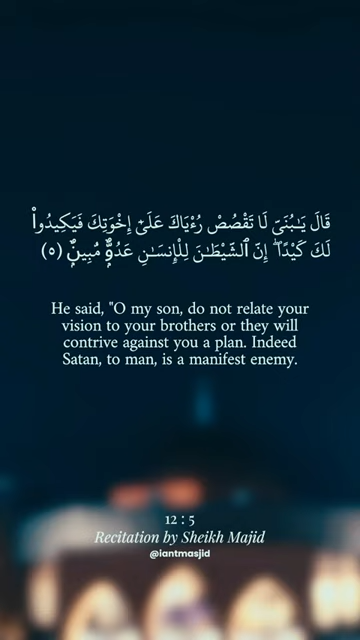 قَالَ يَـٰبُنَىَّ لَا تَقْصُصْ رُءْيَاكَ عَلَىٰٓ إِخْوَتِكَ فَيَكِيدُوا۟
لَكَ كَيْدًا ۖ إِنَّ ٱلشَّيْطَـٰنَ لِلْإِنسَـٰنِ عَدُوٌّ مُّبِينٌ (٥)
He said, "O my son, do not relate your
vision to your brothers or they will
contrive against you a plan. Indeed
Satan, to man, is a manifest enemy.
12 : 5
Recitation by Sheikh Majid
@iantmasjid